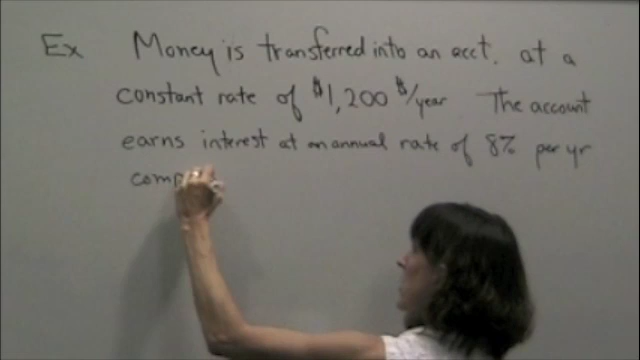 Ex Money is transferred into an acct. at a
constant rate of $1,200 $/year The account
earns interest at an annual rate of 8% per yr
comp